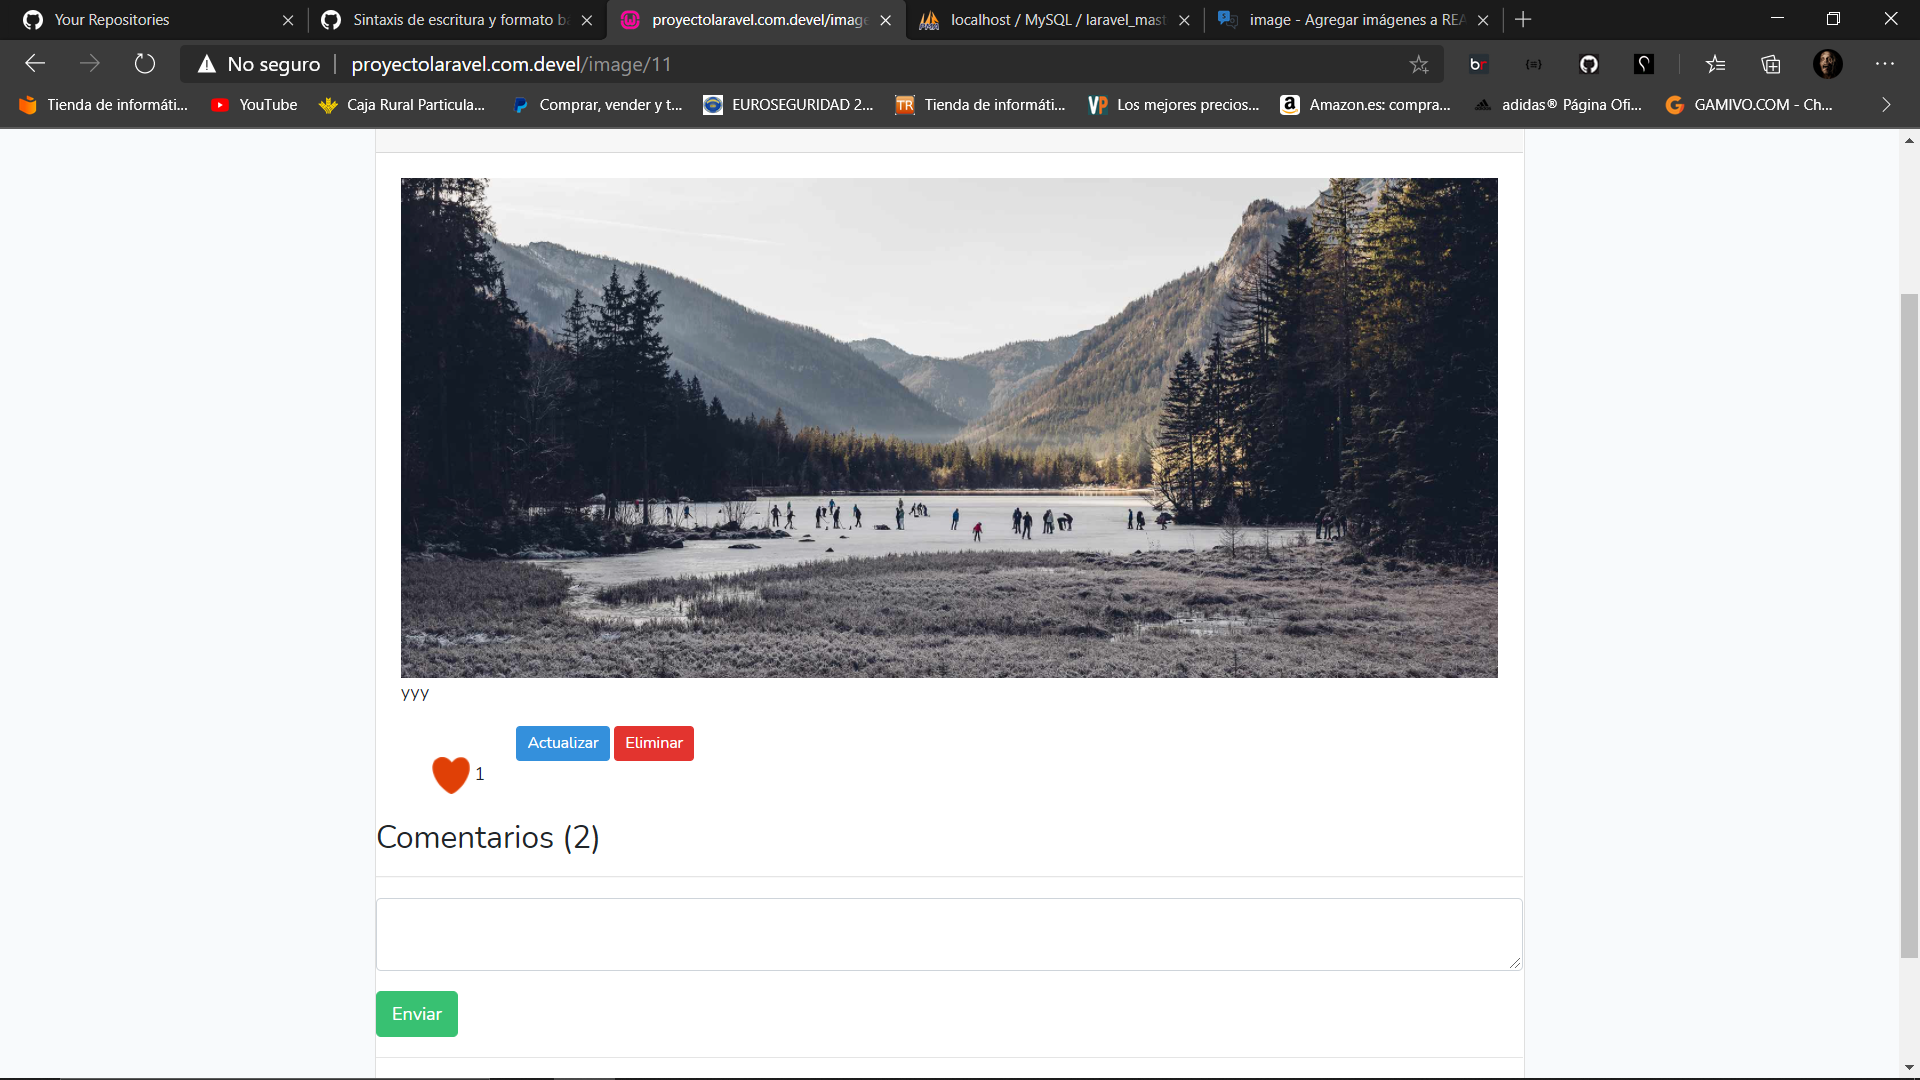 Your Repositories
Sintaxis de escritura y formato b
proyectolaravel.com.devel/image
localhost / MySQL / laravel_mast
image - Agregar imágenes a REA
No seguro
proyectolaravel.com.devel/image/11
Tienda de informáti...
YouTube
Caja Rural Particula...
Comprar, vender y t...
EUROSEGURIDAD 2...
Tienda de informáti...
Los mejores precios...
Amazon.es: compra...
adidas® Página Ofi...
GAMIVO.COM - Ch...
yyy
Actualizar
Eliminar
1
Comentarios (2)
Enviar